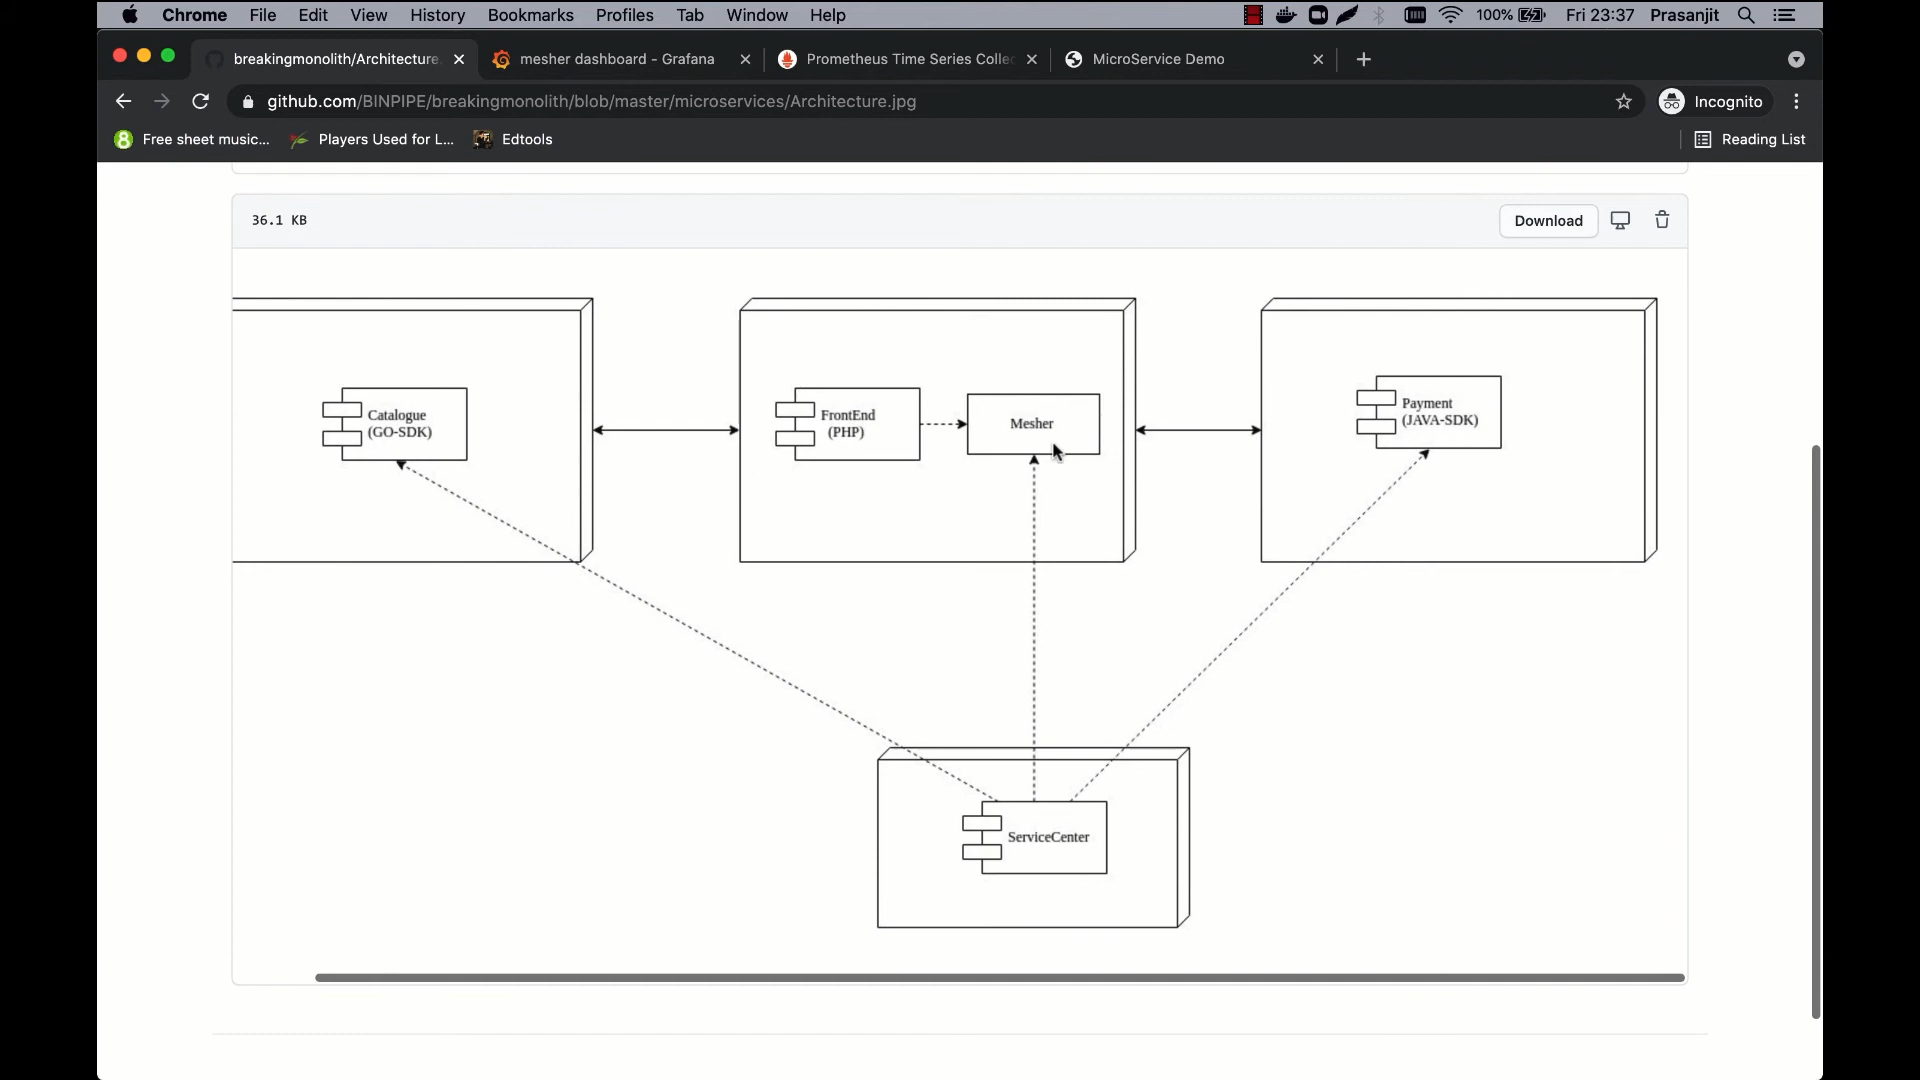 Chrome File Edit View History Bookmarks Profiles Tab Window Help 100% Fri 23:37 Prasanjit
breakingmonolith/Architecture. mesher dashboard - Grafana Prometheus Time Series Collec MicroService Demo
github.com/BINPIPE/breakingmonolith/blob/master/microservices/Architecture.jpg Incognito
8 Free sheet music... Players Used for L... Edtools Reading List
36.1 KB Download
Catalogue
(GO-SDK)
FrontEnd
(PHP)
Mesher
Payment
(JAVA-SDK)
ServiceCenter